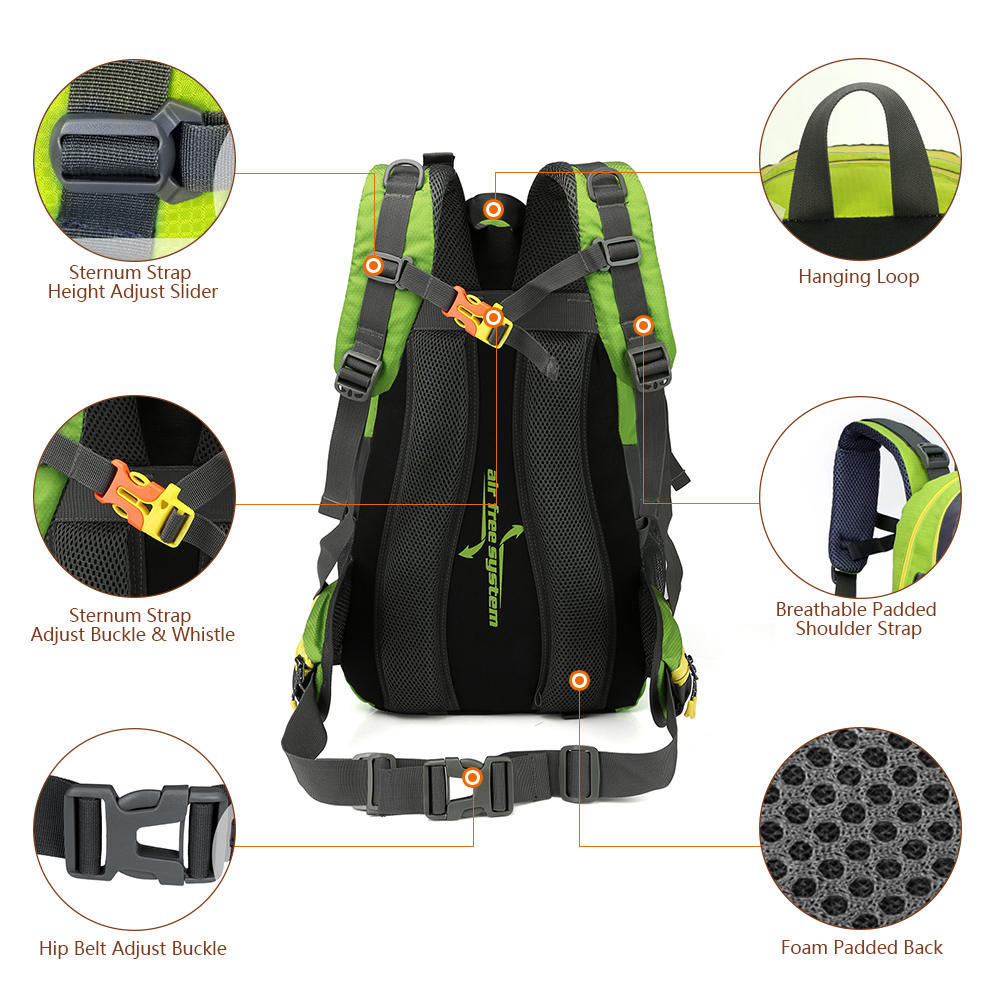 Sternum Strap
Height Adjust Slider
Hanging Loop
Sternum Strap
Adjust Buckle & Whistle
air free system
Breathable Padded
Shoulder Strap
Hip Belt Adjust Buckle
Foam Padded Back